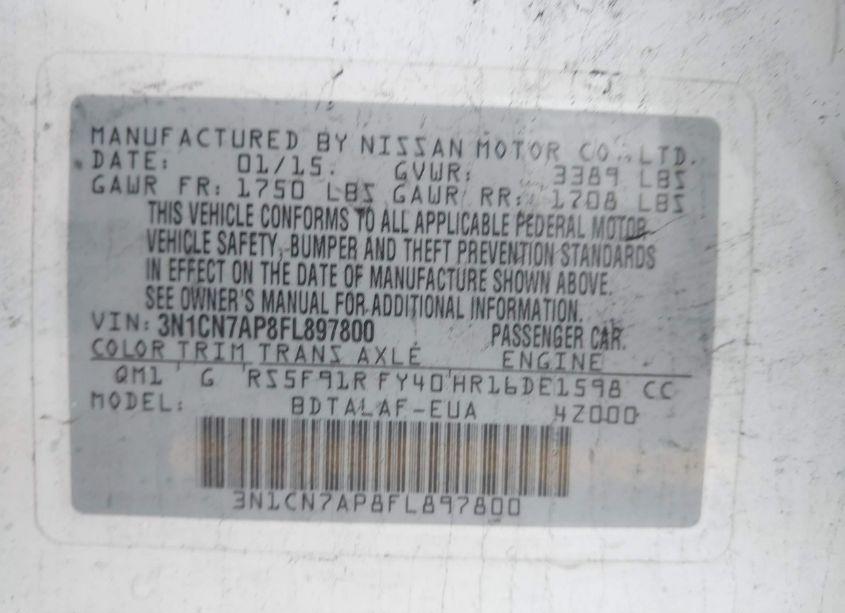 MANUFACTURED BY NISSAN MOTOR CO., LTD.
DATE: 01/15. GVWR: 3389 LBS
GAWR FR: 1750 LBS GAWR RR: 1708 LBS
THIS VEHICLE CONFORMS TO ALL APPLICABLE FEDERAL MOTOR
VEHICLE SAFETY, BUMPER AND THEFT PREVENTION STANDARDS
IN EFFECT ON THE DATE OF MANUFACTURE SHOWN ABOVE.
SEE OWNER'S MANUAL FOR ADDITIONAL INFORMATION.
VIN: 3N1CN7AP8FL897800 PASSENGER CAR.
COLOR TRIM TRANS AXLE ENGINE
QM1 G RS5F91R FY40 HR16DE1598 CC
MODEL: BDTALAF-EUA 4Z000
3N1CN7AP8FL897800